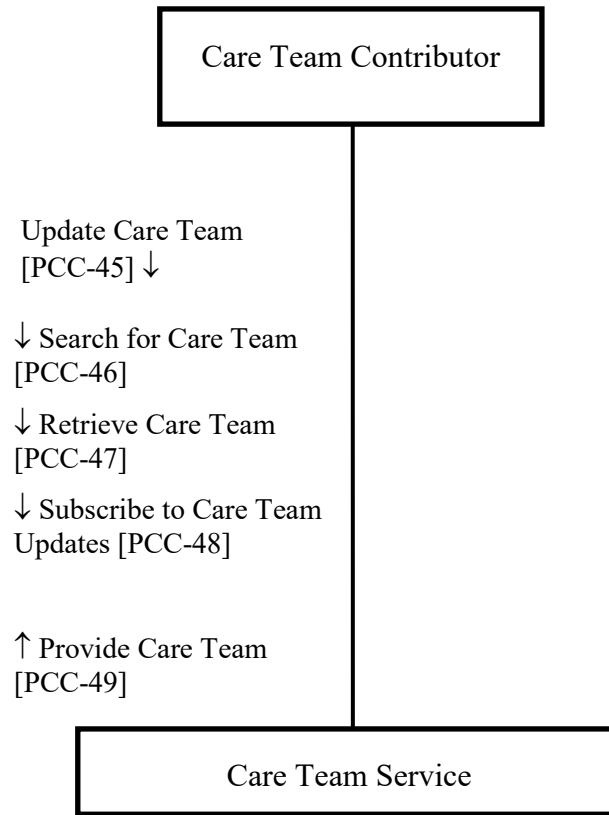 Care Team Contributor
Update Care Team
[PCC-45] ↓
↓ Search for Care Team
[PCC-46]
↓ Retrieve Care Team
[PCC-47]
↓ Subscribe to Care Team
Updates [PCC-48]
↑ Provide Care Team
[PCC-49]
Care Team Service